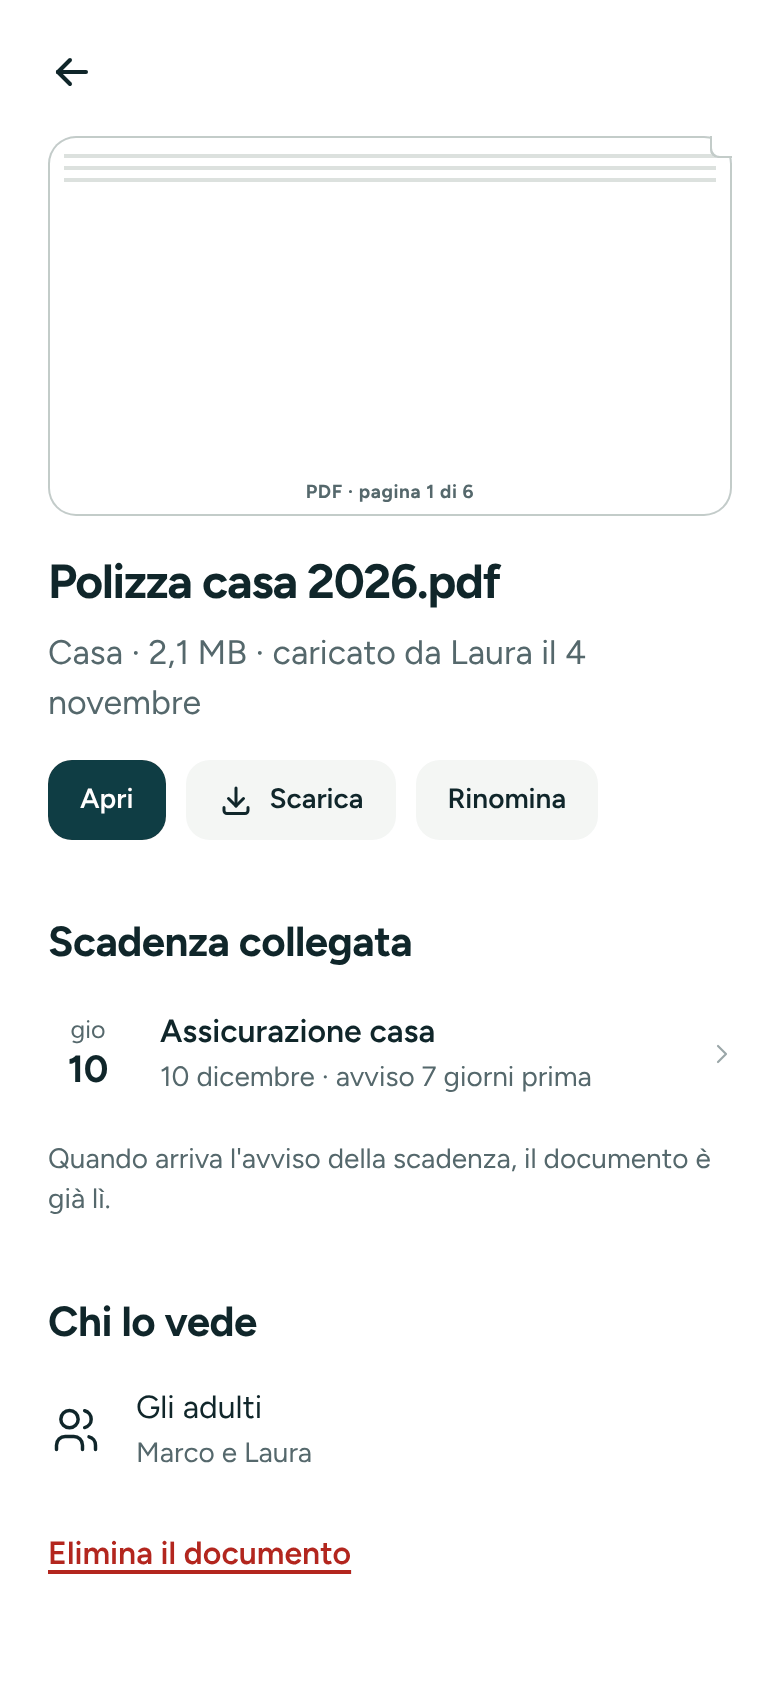 PDF · pagina 1 di 6
Polizza casa 2026.pdf
Casa · 2,1 MB · caricato da Laura il 4
novembre
Apri
Scarica
Rinomina
Scadenza collegata
gio
10
Assicurazione casa
10 dicembre · avviso 7 giorni prima
Quando arriva l'avviso della scadenza, il documento è
già lì.
Chi lo vede
Gli adulti
Marco e Laura
Elimina il documento